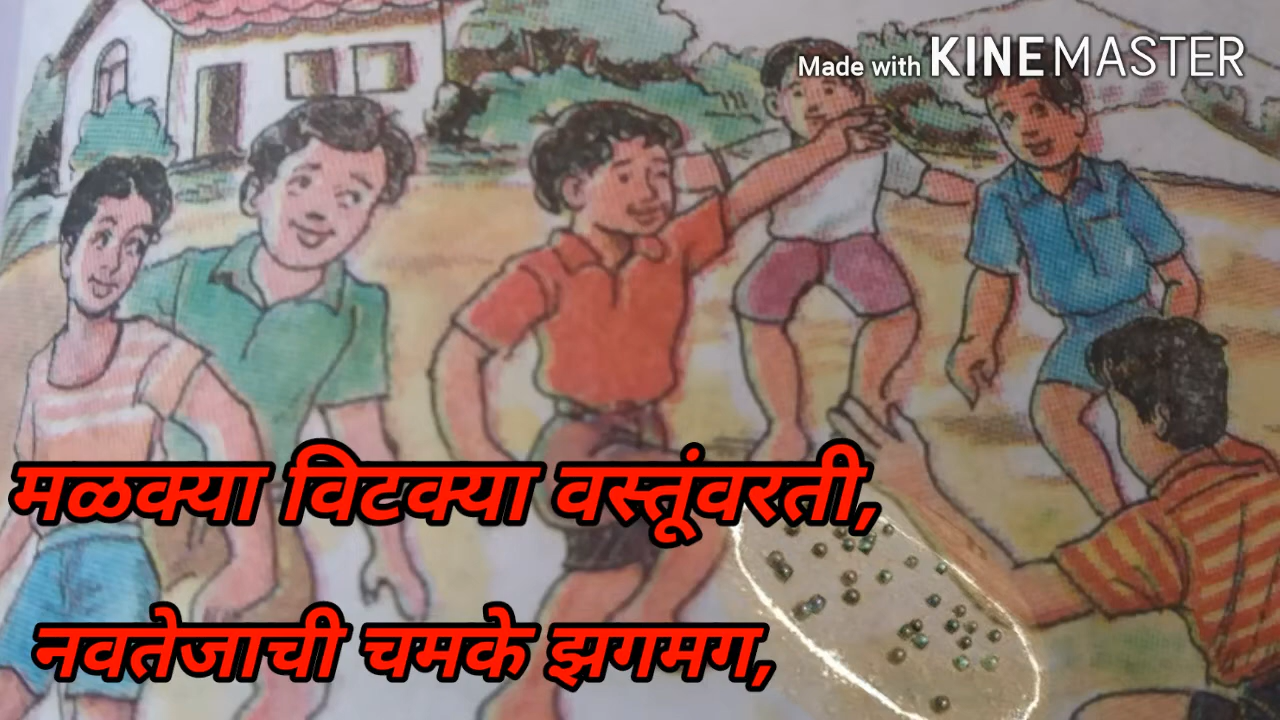 Made with KINEMASTER
मळक्या विटक्या वस्तूंवरती,
नवतेजाची चमके झगमग,